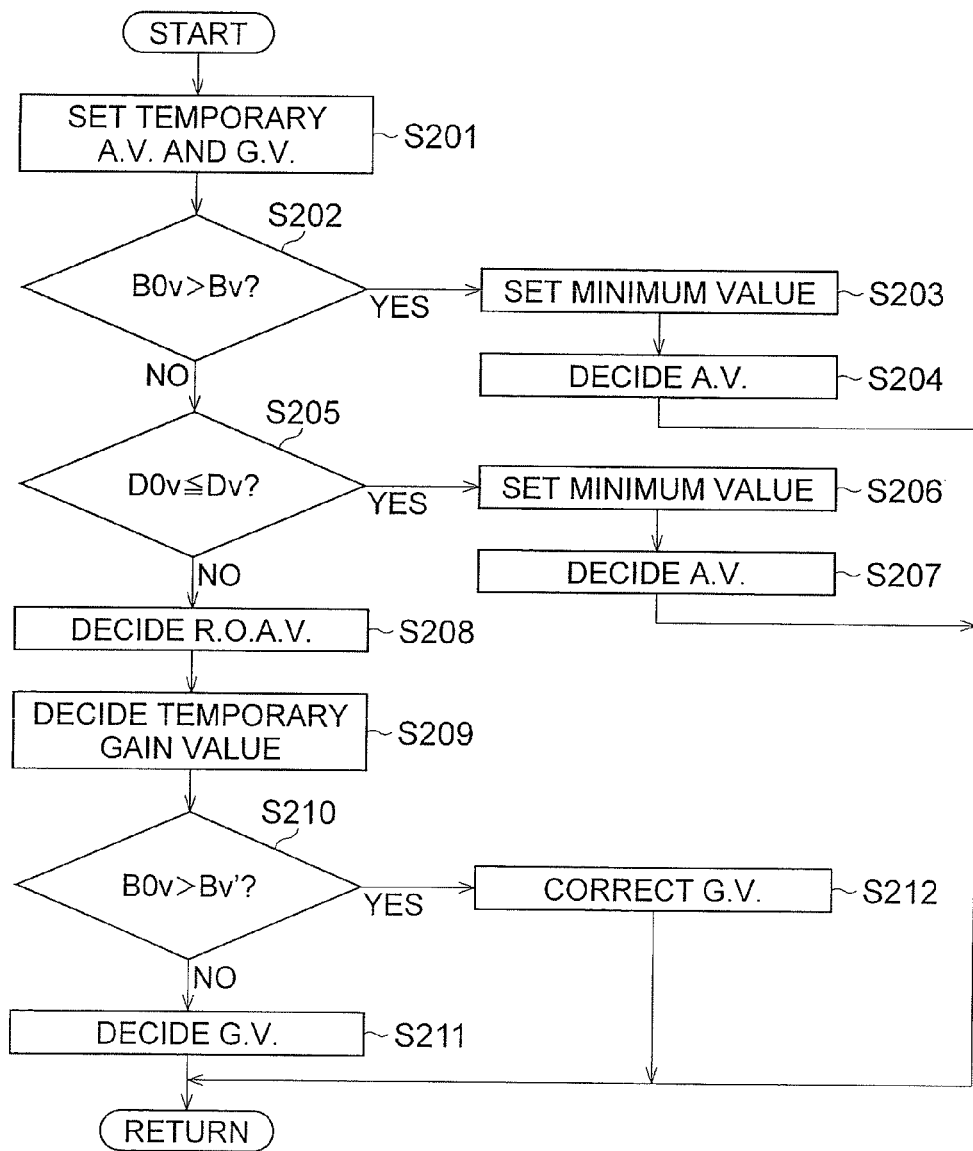 START
SET TEMPORARY
A.V. AND G.V.
S201
S202
B0v>Bv?
YES
NO
SET MINIMUM VALUE
S203
DECIDE A.V.
S204
S205
D0v≦Dv?
YES
NO
SET MINIMUM VALUE
S206
DECIDE A.V.
S207
DECIDE R.O.A.V.
S208
DECIDE TEMPORARY
GAIN VALUE
S209
S210
B0v>Bv'?
YES
NO
CORRECT G.V.
S212
DECIDE G.V.
S211
RETURN